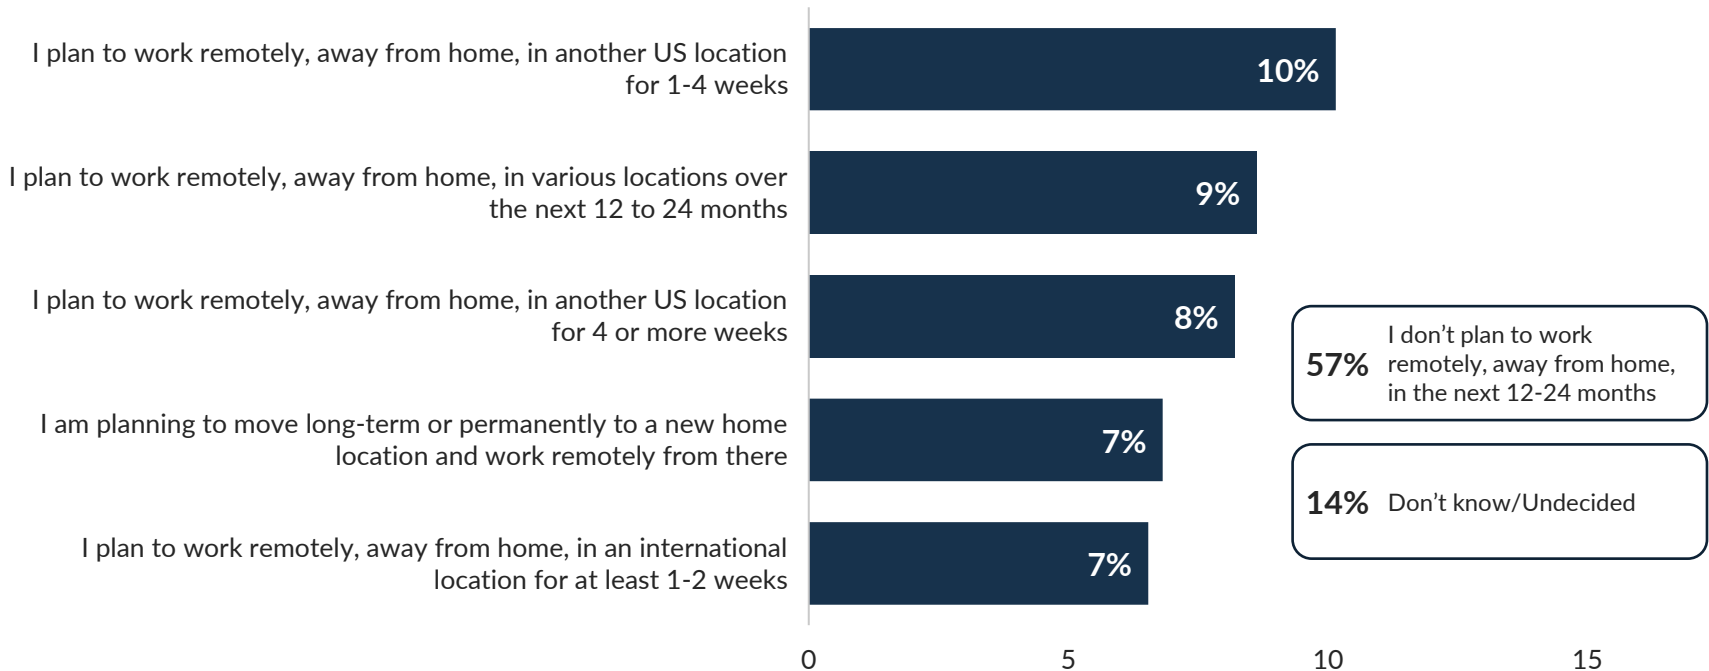 I plan to work remotely, away from home, in another US location
for 1-4 weeks
10%
I plan to work remotely, away from home, in various locations over
the next 12 to 24 months
9%
I plan to work remotely, away from home, in another US location
for 4 or more weeks
8%
I am planning to move long-term or permanently to a new home
location and work remotely from there
7%
I plan to work remotely, away from home, in an international
location for at least 1-2 weeks
7%
57%
I don’t plan to work
remotely, away from home,
in the next 12-24 months
14%
Don’t know/Undecided
0 5 10 15